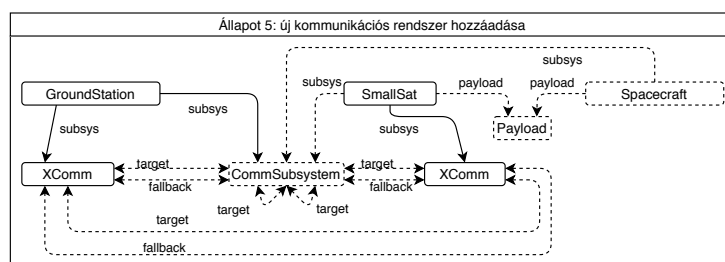 Állapot 5: új kommunikációs rendszer hozzáadása
subsys
GroundStation
subsys
subsys
SmallSat
payload
payload
Spacecraft
subsys
subsys
Payload
XComm
target
fallback
CommSubsystem
target
fallback
XComm
target
target
target
fallback